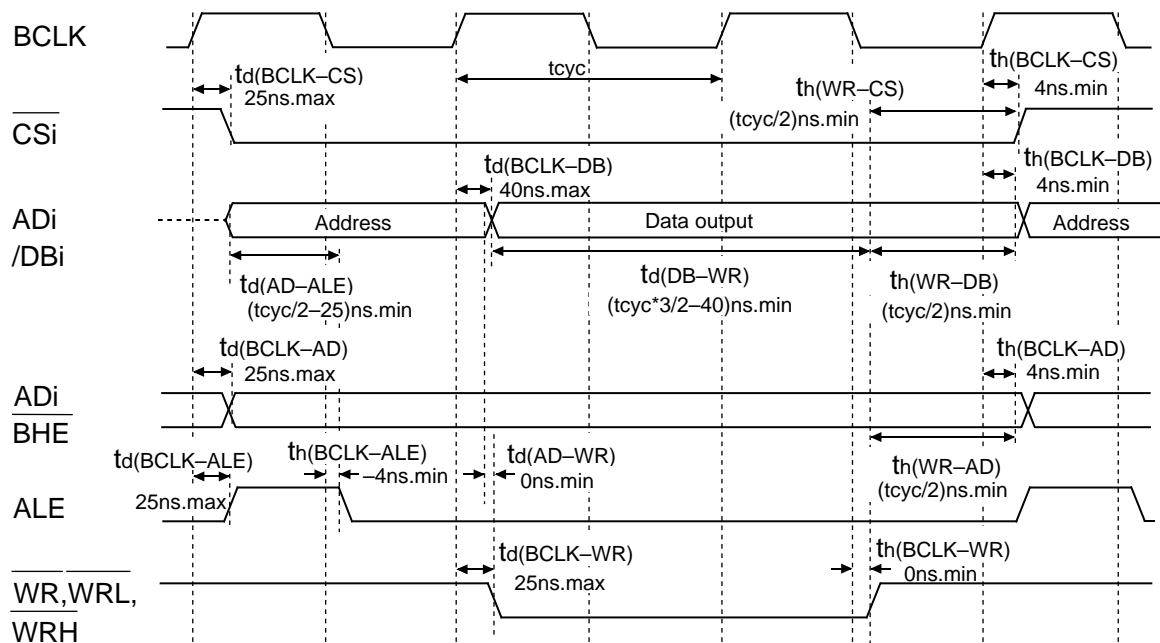 BCLK
td(BCLK–CS)
25ns.max
tcyc
th(WR–CS)
(tcyc/2)ns.min
th(BCLK–CS)
4ns.min
CSi
td(BCLK–DB)
40ns.max
th(BCLK–DB)
4ns.min
ADi
/DBi
Address
Data output
Address
td(AD–ALE)
(tcyc/2–25)ns.min
td(DB–WR)
(tcyc*3/2–40)ns.min
th(WR–DB)
(tcyc/2)ns.min
td(BCLK–AD)
25ns.max
th(BCLK–AD)
4ns.min
ADi
BHE
td(BCLK–ALE)
25ns.max
th(BCLK–ALE)
–4ns.min
td(AD–WR)
0ns.min
th(WR–AD)
(tcyc/2)ns.min
ALE
td(BCLK–WR)
25ns.max
th(BCLK–WR)
0ns.min
WR,WRL,
WRH